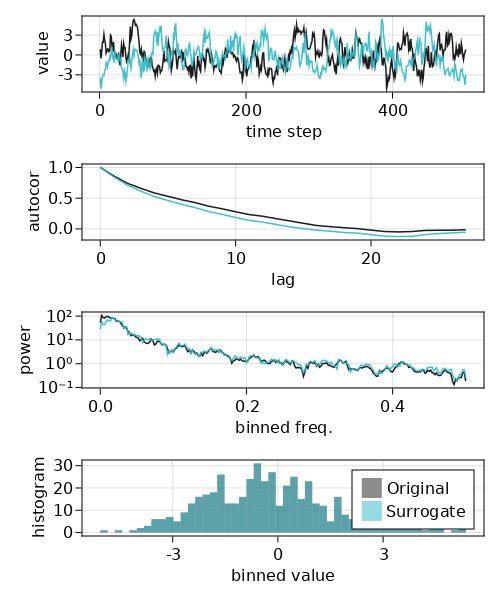 value
3
0
-3
0 200 400
time step
autocor
1.0
0.5
0.0
0 10 20
lag
power
10²
10¹
10⁰
10⁻¹
0.0 0.2 0.4
binned freq.
histogram
30
20
10
0
Original
Surrogate
-3 0 3
binned value